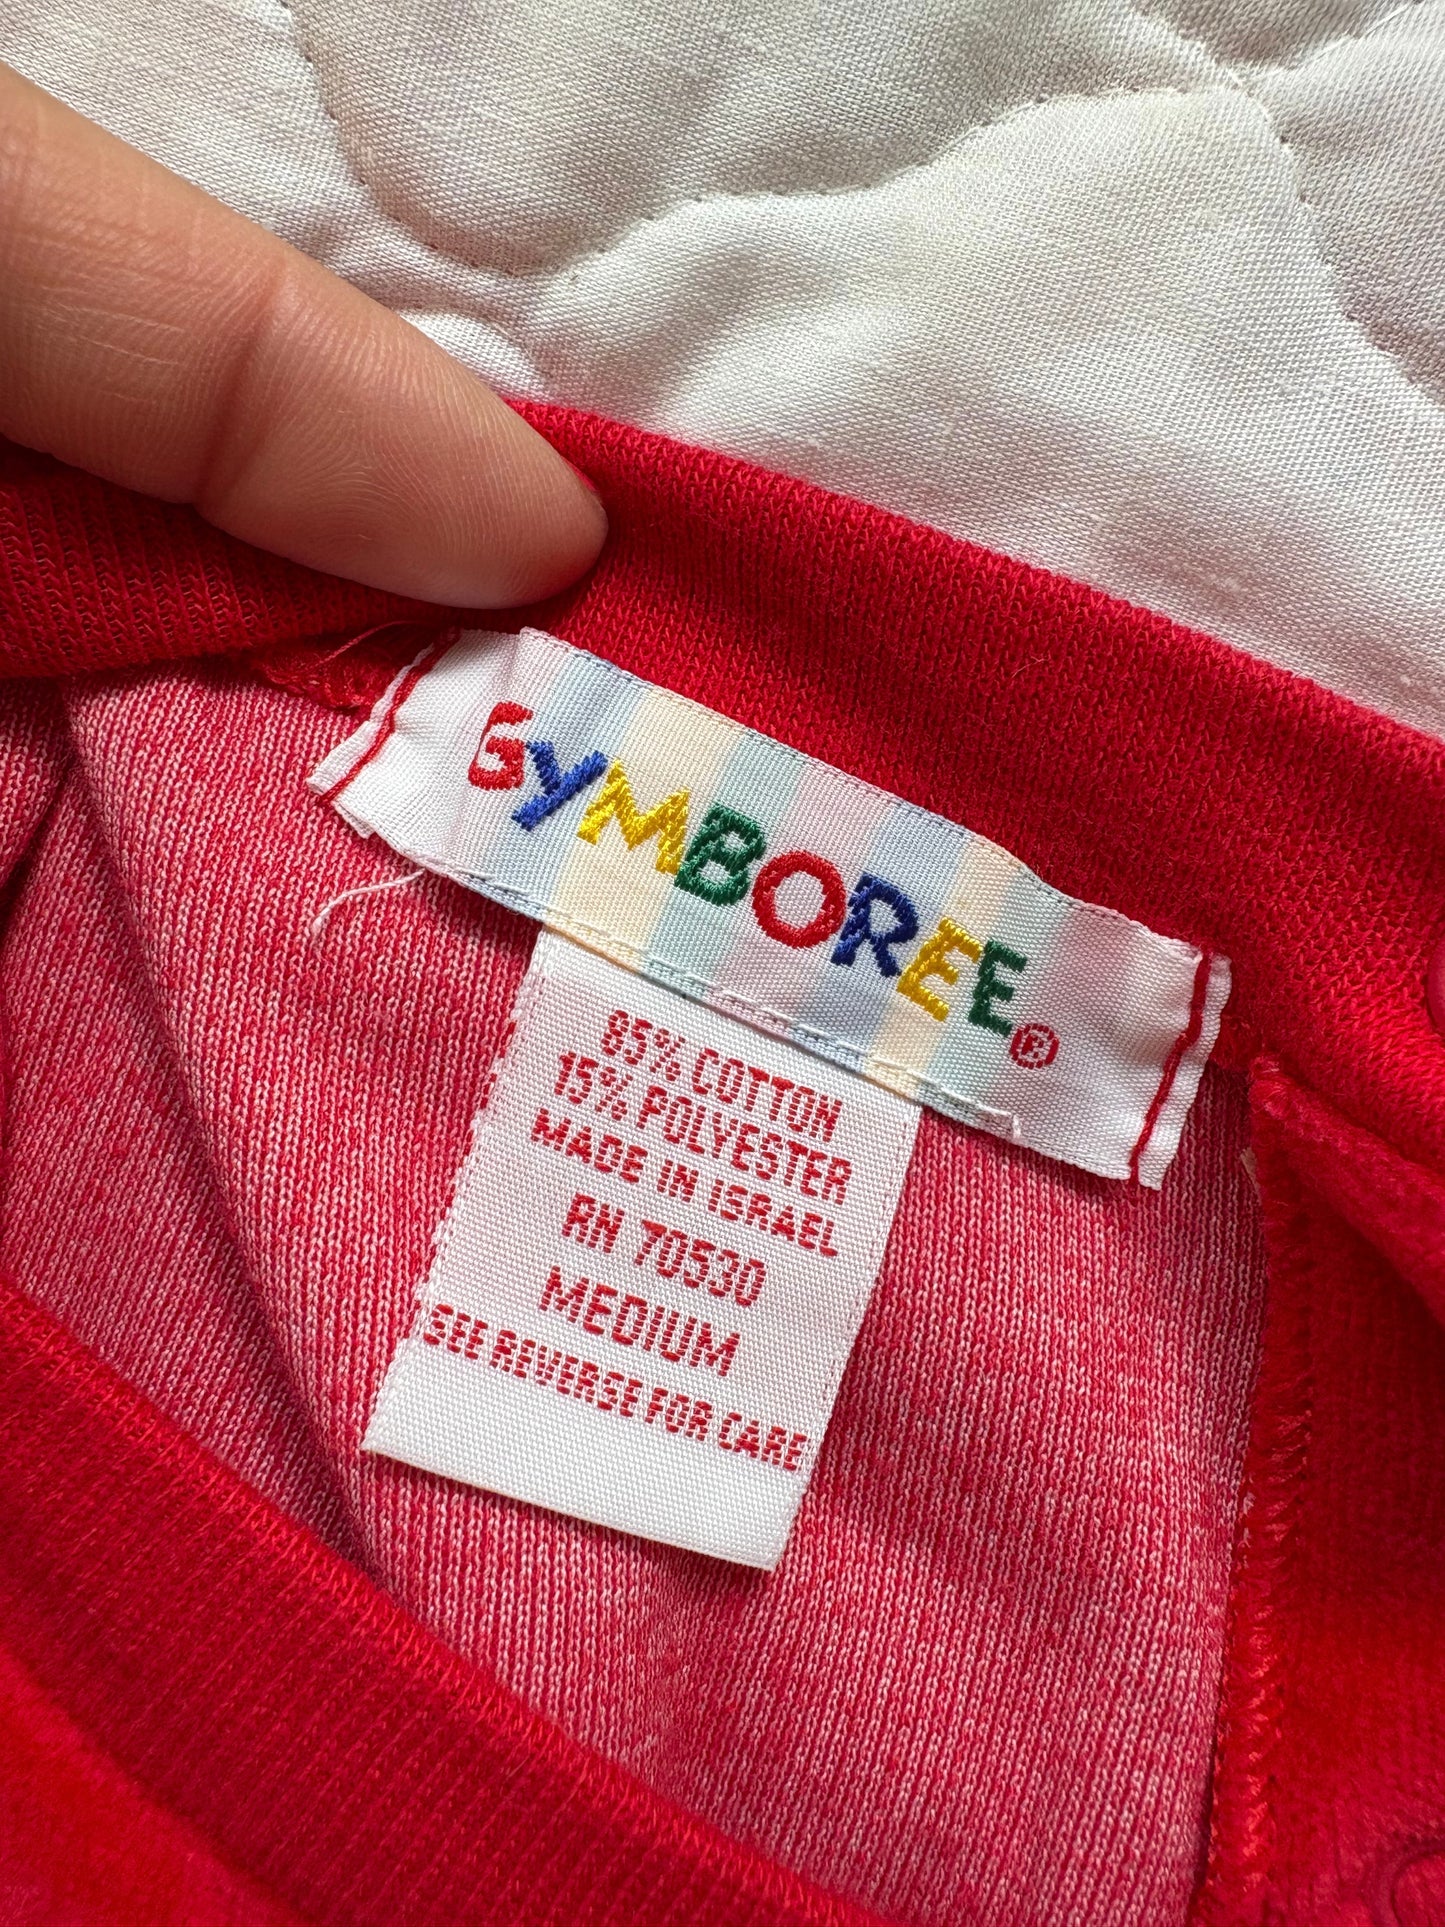 GYMBOREE®
85% COTTON
15% POLYESTER
MADE IN ISRAEL
RN 70530
MEDIUM
SEE REVERSE FOR CARE